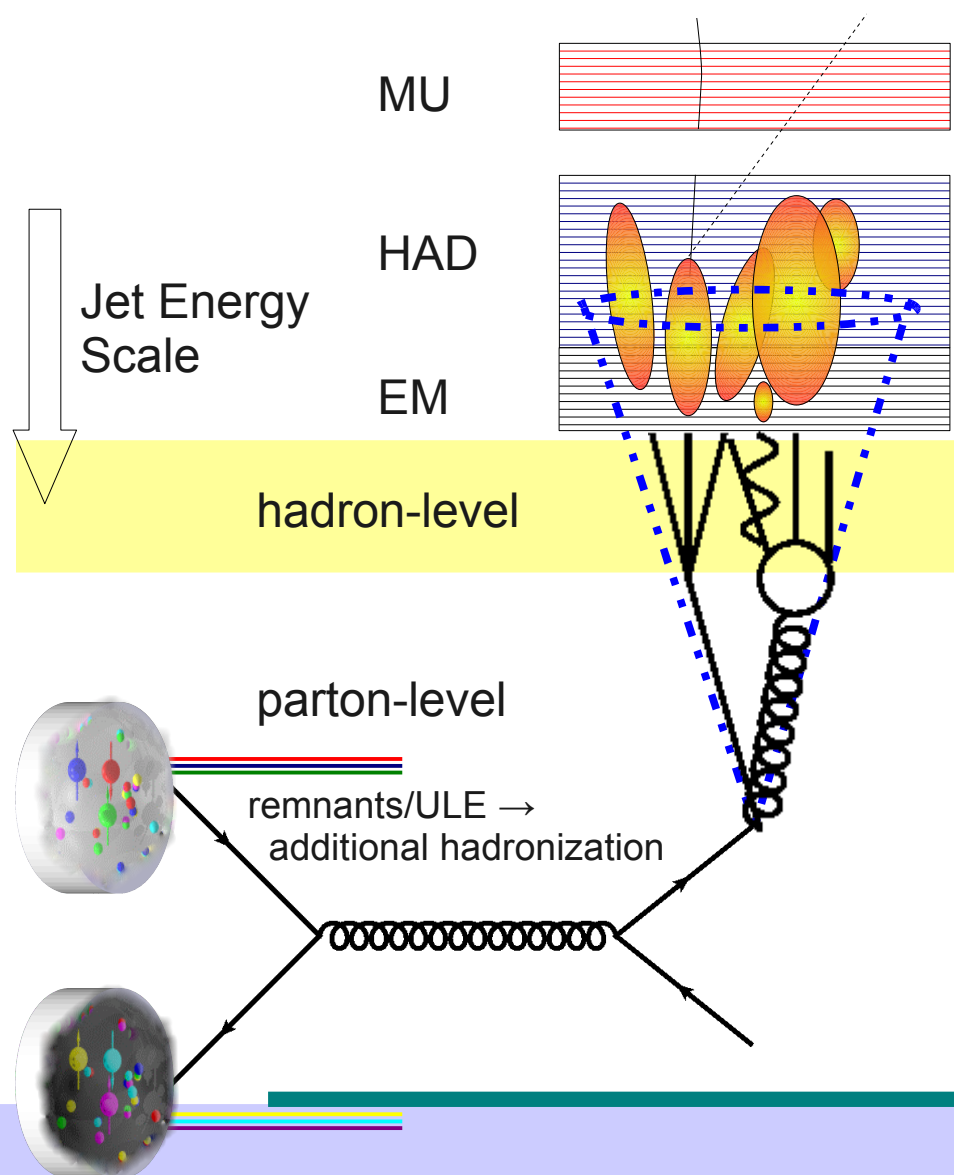 MU
HAD
Jet Energy
Scale
EM
hadron-level
parton-level
remnants/ULE →
additional hadronization